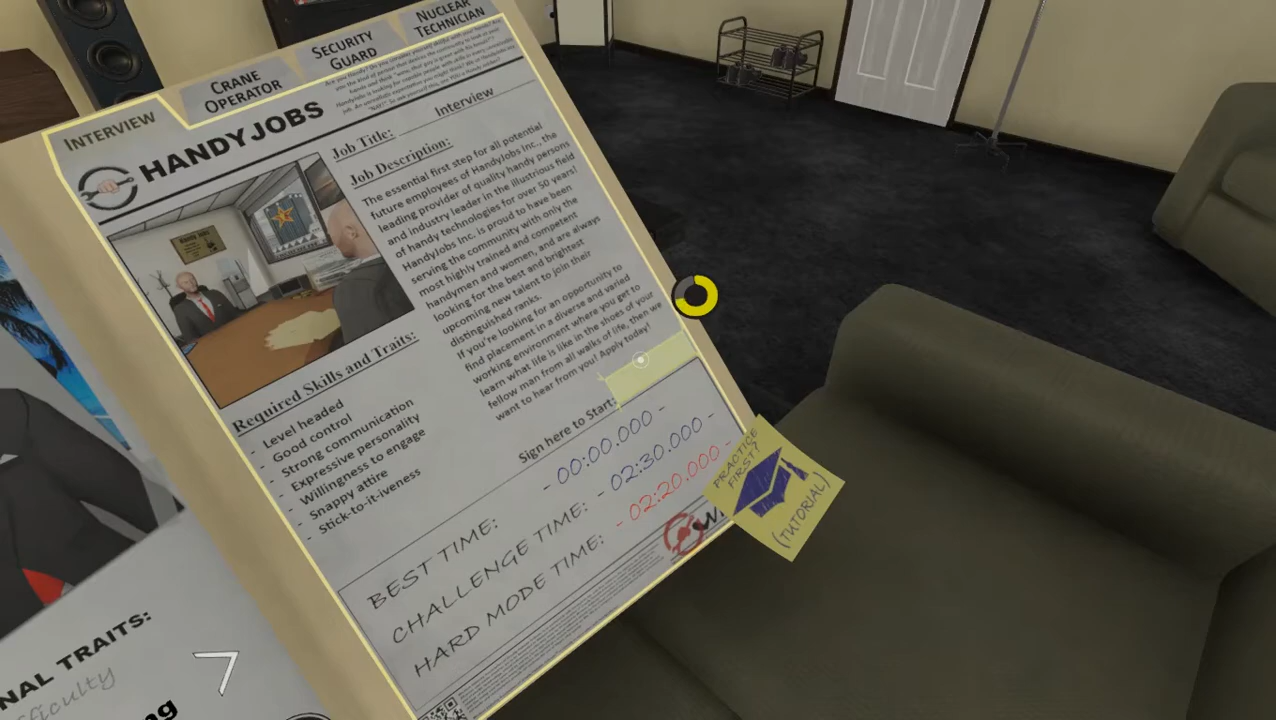 NUCLEAR
TECHNICIAN
SECURITY
GUARD
CRANE
OPERATOR
INTERVIEW
HANDYJOBS
Job Title:
Interview
Job Description:
The essential first step for all potential
future employees of HandyJobs Inc., the
leading provider of quality handy persons
and industry leader in the illustrious field
of handy technologies for over 50 years!
HandyJobs Inc. is proud to have been
serving the community with only the
most highly trained and competent
handymen and women, and are always
looking for the best and brightest
upcoming new talent to join their
distinguished ranks.
If you're looking for an opportunity to
find placement in a diverse and varied
working environment where you get to
learn what life is like in the shoes of your
fellow man from all walks of life, then we
want to hear from you! Apply today!
Required Skills and Traits:
- Level headed
- Good control
- Strong communication
- Expressive personality
- Willingness to engage
- Snappy attire
- Stick-to-it-iveness
Sign here to Start:
BEST TIME: - 00:00.000 -
CHALLENGE TIME: - 02:30.000 -
HARD MODE TIME: - 02:20.000 -
PRACTICE
FIRST?
(TUTORIAL)
NAL TRAITS:
fficulty